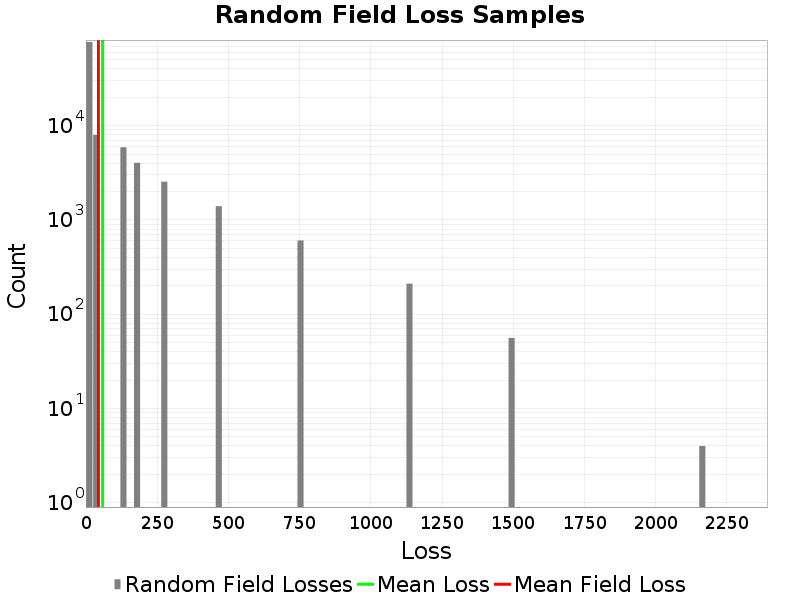 Random Field Loss Samples
Count
10^4
10^3
10^2
10^1
10^0
0 250 500 750 1000 1250 1500 1750 2000 2250
Loss
Random Field Losses Mean Loss Mean Field Loss